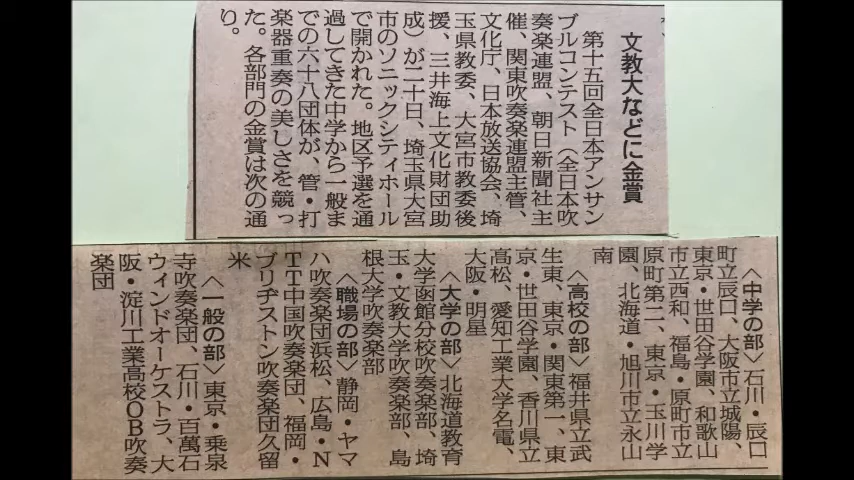 文教大などに金賞
第十五回全日本アンサン
ブルコンテスト（全日本吹
奏楽連盟、朝日新聞社主
催、関東吹奏楽連盟主管、
文化庁、日本放送協会、埼
玉県教委、大宮市教委後
援、三井海上文化財団助
成）が二十日、埼玉県大宮
市のソニックシティホール
で開かれた。地区予選を通
過してきた中学から一般ま
での六十八団体が、管・打
楽器重奏の美しさを競っ
た。各部門の金賞は次の通
り。
〈中学の部〉石川・辰口
町立辰口、大阪市立城陽、
東京・世田谷学園、和歌山
市立西和、福島・原町市立
原町第二、東京・玉川学
園、北海道・旭川市立永山
南
〈高校の部〉福井県立武
生東、東京・関東第一、東
京・世田谷学園、香川県立
高松、愛知工業大学名電、
大阪・明星
〈大学の部〉北海道教育
大学函館分校吹奏楽部、埼
玉・文教大学吹奏楽部、島
根大学吹奏楽部
〈職場の部〉静岡・ヤマ
ハ吹奏楽団浜松、広島・N
TT中国吹奏楽団、福岡・
ブリヂストン吹奏楽団久留
米
〈一般の部〉東京・乗泉
寺吹奏楽団、石川・百萬石
ウィンドオーケストラ、大
阪・淀川工業高校OB吹奏
楽団